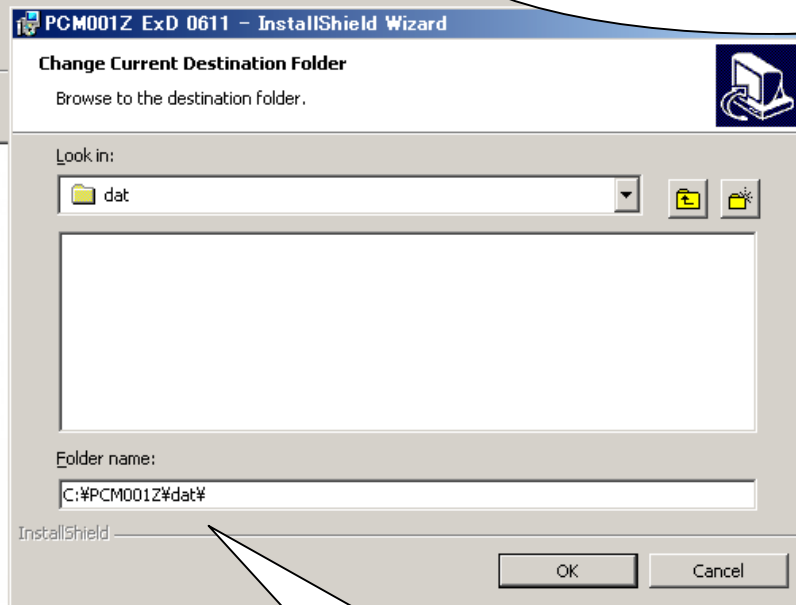 PCM001Z ExD 0611 - InstallShield Wizard
Change Current Destination Folder
Browse to the destination folder.
Look in:
dat
Folder name:
C:¥PCM001Z¥dat¥
InstallShield
OK
Cancel